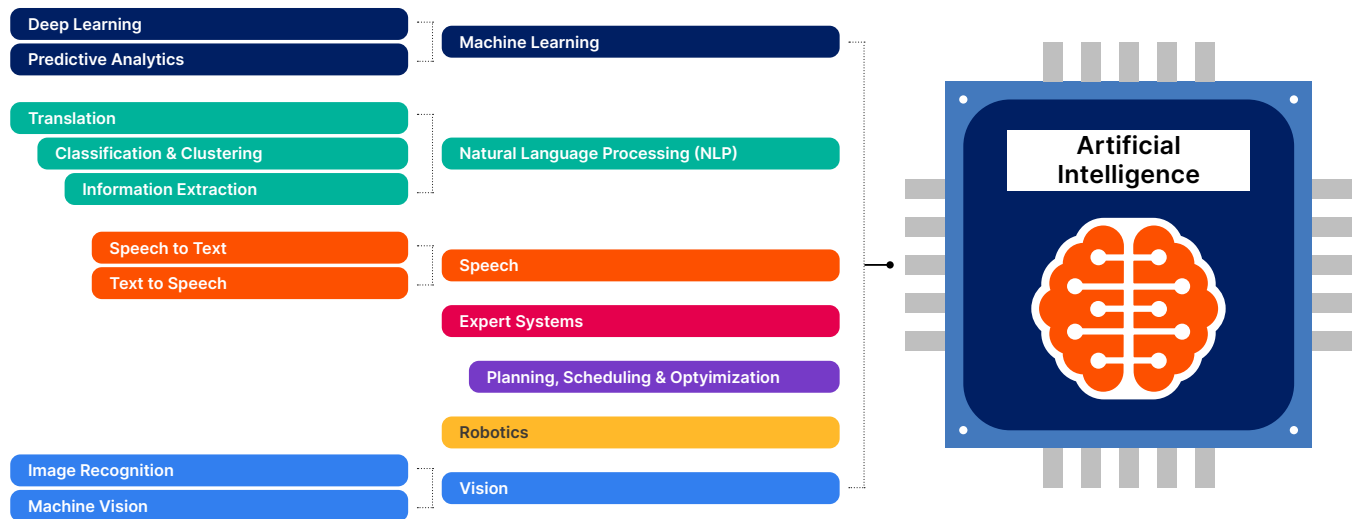 Deep Learning
Predictive Analytics
Machine Learning
Translation
Classification & Clustering
Information Extraction
Natural Language Processing (NLP)
Speech to Text
Text to Speech
Speech
Expert Systems
Planning, Scheduling & Optyimization
Robotics
Image Recognition
Machine Vision
Vision
Artificial
Intelligence